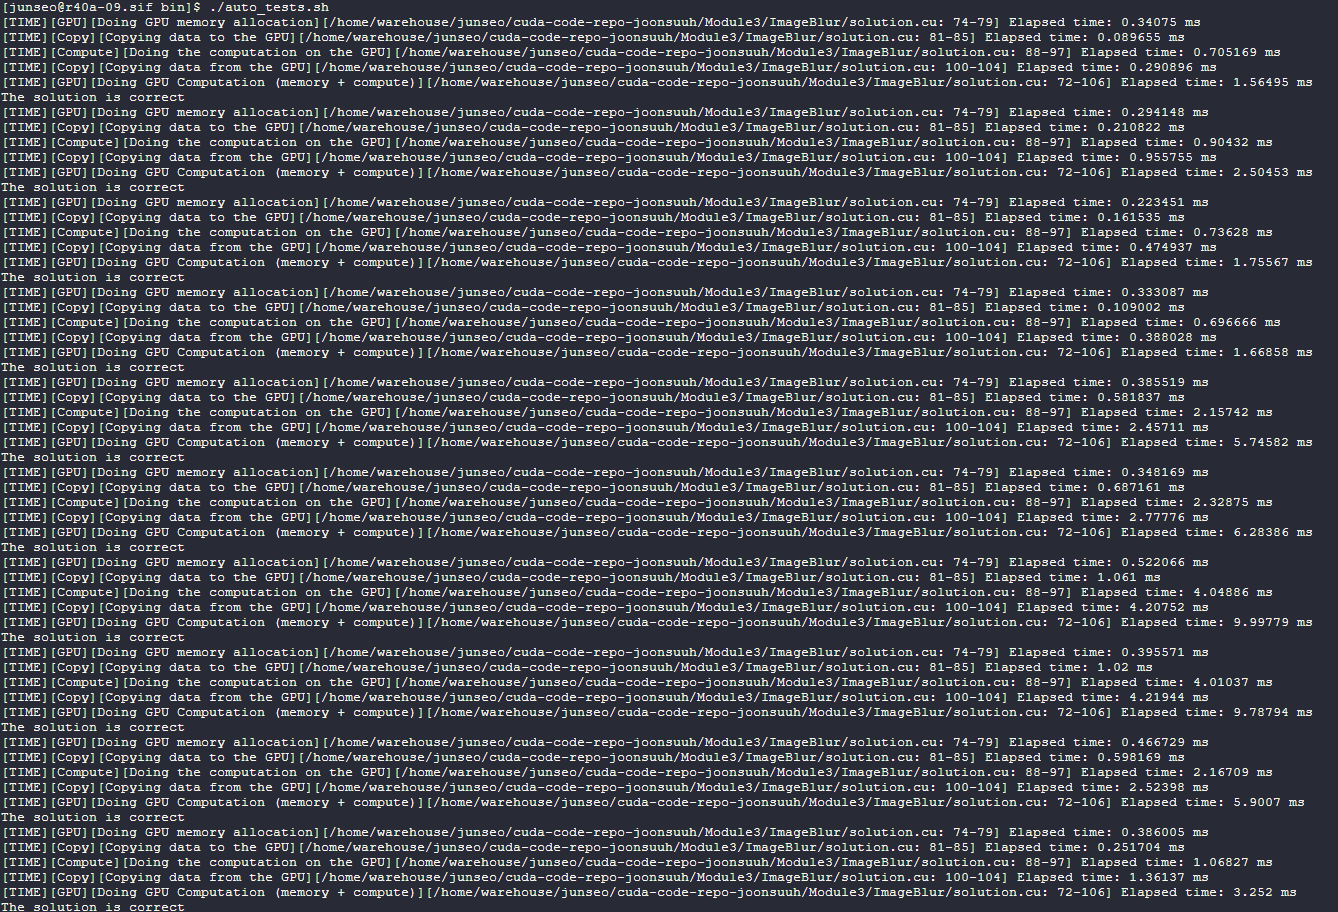 [junseo@r40a-09.sif bin]$ ./auto_tests.sh
[TIME][GPU][Doing GPU memory allocation][/home/warehouse/junseo/cuda-code-repo-joonsuuh/Module3/ImageBlur/solution.cu: 74-79] Elapsed time: 0.34075 ms
[TIME][Copy][Copying data to the GPU][/home/warehouse/junseo/cuda-code-repo-joonsuuh/Module3/ImageBlur/solution.cu: 81-85] Elapsed time: 0.089655 ms
[TIME][Compute][Doing the computation on the GPU][/home/warehouse/junseo/cuda-code-repo-joonsuuh/Module3/ImageBlur/solution.cu: 88-97] Elapsed time: 0.705169 ms
[TIME][Copy][Copying data from the GPU][/home/warehouse/junseo/cuda-code-repo-joonsuuh/Module3/ImageBlur/solution.cu: 100-104] Elapsed time: 0.290896 ms
[TIME][GPU][Doing GPU Computation (memory + compute)][/home/warehouse/junseo/cuda-code-repo-joonsuuh/Module3/ImageBlur/solution.cu: 72-106] Elapsed time: 1.56495 ms
The solution is correct
[TIME][GPU][Doing GPU memory allocation][/home/warehouse/junseo/cuda-code-repo-joonsuuh/Module3/ImageBlur/solution.cu: 74-79] Elapsed time: 0.294148 ms
[TIME][Copy][Copying data to the GPU][/home/warehouse/junseo/cuda-code-repo-joonsuuh/Module3/ImageBlur/solution.cu: 81-85] Elapsed time: 0.210822 ms
[TIME][Compute][Doing the computation on the GPU][/home/warehouse/junseo/cuda-code-repo-joonsuuh/Module3/ImageBlur/solution.cu: 88-97] Elapsed time: 0.90432 ms
[TIME][Copy][Copying data from the GPU][/home/warehouse/junseo/cuda-code-repo-joonsuuh/Module3/ImageBlur/solution.cu: 100-104] Elapsed time: 0.955755 ms
[TIME][GPU][Doing GPU Computation (memory + compute)][/home/warehouse/junseo/cuda-code-repo-joonsuuh/Module3/ImageBlur/solution.cu: 72-106] Elapsed time: 2.50453 ms
The solution is correct
[TIME][GPU][Doing GPU memory allocation][/home/warehouse/junseo/cuda-code-repo-joonsuuh/Module3/ImageBlur/solution.cu: 74-79] Elapsed time: 0.223451 ms
[TIME][Copy][Copying data to the GPU][/home/warehouse/junseo/cuda-code-repo-joonsuuh/Module3/ImageBlur/solution.cu: 81-85] Elapsed time: 0.161535 ms
[TIME][Compute][Doing the computation on the GPU][/home/warehouse/junseo/cuda-code-repo-joonsuuh/Module3/ImageBlur/solution.cu: 88-97] Elapsed time: 0.73628 ms
[TIME][Copy][Copying data from the GPU][/home/warehouse/junseo/cuda-code-repo-joonsuuh/Module3/ImageBlur/solution.cu: 100-104] Elapsed time: 0.474937 ms
[TIME][GPU][Doing GPU Computation (memory + compute)][/home/warehouse/junseo/cuda-code-repo-joonsuuh/Module3/ImageBlur/solution.cu: 72-106] Elapsed time: 1.75567 ms
The solution is correct
[TIME][GPU][Doing GPU memory allocation][/home/warehouse/junseo/cuda-code-repo-joonsuuh/Module3/ImageBlur/solution.cu: 74-79] Elapsed time: 0.333087 ms
[TIME][Copy][Copying data to the GPU][/home/warehouse/junseo/cuda-code-repo-joonsuuh/Module3/ImageBlur/solution.cu: 81-85] Elapsed time: 0.109002 ms
[TIME][Compute][Doing the computation on the GPU][/home/warehouse/junseo/cuda-code-repo-joonsuuh/Module3/ImageBlur/solution.cu: 88-97] Elapsed time: 0.696666 ms
[TIME][Copy][Copying data from the GPU][/home/warehouse/junseo/cuda-code-repo-joonsuuh/Module3/ImageBlur/solution.cu: 100-104] Elapsed time: 0.388028 ms
[TIME][GPU][Doing GPU Computation (memory + compute)][/home/warehouse/junseo/cuda-code-repo-joonsuuh/Module3/ImageBlur/solution.cu: 72-106] Elapsed time: 1.66858 ms
The solution is correct
[TIME][GPU][Doing GPU memory allocation][/home/warehouse/junseo/cuda-code-repo-joonsuuh/Module3/ImageBlur/solution.cu: 74-79] Elapsed time: 0.385519 ms
[TIME][Copy][Copying data to the GPU][/home/warehouse/junseo/cuda-code-repo-joonsuuh/Module3/ImageBlur/solution.cu: 81-85] Elapsed time: 0.581837 ms
[TIME][Compute][Doing the computation on the GPU][/home/warehouse/junseo/cuda-code-repo-joonsuuh/Module3/ImageBlur/solution.cu: 88-97] Elapsed time: 2.15742 ms
[TIME][Copy][Copying data from the GPU][/home/warehouse/junseo/cuda-code-repo-joonsuuh/Module3/ImageBlur/solution.cu: 100-104] Elapsed time: 2.45711 ms
[TIME][GPU][Doing GPU Computation (memory + compute)][/home/warehouse/junseo/cuda-code-repo-joonsuuh/Module3/ImageBlur/solution.cu: 72-106] Elapsed time: 5.74582 ms
The solution is correct
[TIME][GPU][Doing GPU memory allocation][/home/warehouse/junseo/cuda-code-repo-joonsuuh/Module3/ImageBlur/solution.cu: 74-79] Elapsed time: 0.348169 ms
[TIME][Copy][Copying data to the GPU][/home/warehouse/junseo/cuda-code-repo-joonsuuh/Module3/ImageBlur/solution.cu: 81-85] Elapsed time: 0.687161 ms
[TIME][Compute][Doing the computation on the GPU][/home/warehouse/junseo/cuda-code-repo-joonsuuh/Module3/ImageBlur/solution.cu: 88-97] Elapsed time: 2.32875 ms
[TIME][Copy][Copying data from the GPU][/home/warehouse/junseo/cuda-code-repo-joonsuuh/Module3/ImageBlur/solution.cu: 100-104] Elapsed time: 2.77776 ms
[TIME][GPU][Doing GPU Computation (memory + compute)][/home/warehouse/junseo/cuda-code-repo-joonsuuh/Module3/ImageBlur/solution.cu: 72-106] Elapsed time: 6.28386 ms
The solution is correct
[TIME][GPU][Doing GPU memory allocation][/home/warehouse/junseo/cuda-code-repo-joonsuuh/Module3/ImageBlur/solution.cu: 74-79] Elapsed time: 0.522066 ms
[TIME][Copy][Copying data to the GPU][/home/warehouse/junseo/cuda-code-repo-joonsuuh/Module3/ImageBlur/solution.cu: 81-85] Elapsed time: 1.061 ms
[TIME][Compute][Doing the computation on the GPU][/home/warehouse/junseo/cuda-code-repo-joonsuuh/Module3/ImageBlur/solution.cu: 88-97] Elapsed time: 4.04886 ms
[TIME][Copy][Copying data from the GPU][/home/warehouse/junseo/cuda-code-repo-joonsuuh/Module3/ImageBlur/solution.cu: 100-104] Elapsed time: 4.20752 ms
[TIME][GPU][Doing GPU Computation (memory + compute)][/home/warehouse/junseo/cuda-code-repo-joonsuuh/Module3/ImageBlur/solution.cu: 72-106] Elapsed time: 9.99779 ms
The solution is correct
[TIME][GPU][Doing GPU memory allocation][/home/warehouse/junseo/cuda-code-repo-joonsuuh/Module3/ImageBlur/solution.cu: 74-79] Elapsed time: 0.395571 ms
[TIME][Copy][Copying data to the GPU][/home/warehouse/junseo/cuda-code-repo-joonsuuh/Module3/ImageBlur/solution.cu: 81-85] Elapsed time: 1.02 ms
[TIME][Compute][Doing the computation on the GPU][/home/warehouse/junseo/cuda-code-repo-joonsuuh/Module3/ImageBlur/solution.cu: 88-97] Elapsed time: 4.01037 ms
[TIME][Copy][Copying data from the GPU][/home/warehouse/junseo/cuda-code-repo-joonsuuh/Module3/ImageBlur/solution.cu: 100-104] Elapsed time: 4.21944 ms
[TIME][GPU][Doing GPU Computation (memory + compute)][/home/warehouse/junseo/cuda-code-repo-joonsuuh/Module3/ImageBlur/solution.cu: 72-106] Elapsed time: 9.78794 ms
The solution is correct
[TIME][GPU][Doing GPU memory allocation][/home/warehouse/junseo/cuda-code-repo-joonsuuh/Module3/ImageBlur/solution.cu: 74-79] Elapsed time: 0.466729 ms
[TIME][Copy][Copying data to the GPU][/home/warehouse/junseo/cuda-code-repo-joonsuuh/Module3/ImageBlur/solution.cu: 81-85] Elapsed time: 0.598169 ms
[TIME][Compute][Doing the computation on the GPU][/home/warehouse/junseo/cuda-code-repo-joonsuuh/Module3/ImageBlur/solution.cu: 88-97] Elapsed time: 2.16709 ms
[TIME][Copy][Copying data from the GPU][/home/warehouse/junseo/cuda-code-repo-joonsuuh/Module3/ImageBlur/solution.cu: 100-104] Elapsed time: 2.52398 ms
[TIME][GPU][Doing GPU Computation (memory + compute)][/home/warehouse/junseo/cuda-code-repo-joonsuuh/Module3/ImageBlur/solution.cu: 72-106] Elapsed time: 5.9007 ms
The solution is correct
[TIME][GPU][Doing GPU memory allocation][/home/warehouse/junseo/cuda-code-repo-joonsuuh/Module3/ImageBlur/solution.cu: 74-79] Elapsed time: 0.386005 ms
[TIME][Copy][Copying data to the GPU][/home/warehouse/junseo/cuda-code-repo-joonsuuh/Module3/ImageBlur/solution.cu: 81-85] Elapsed time: 0.251704 ms
[TIME][Compute][Doing the computation on the GPU][/home/warehouse/junseo/cuda-code-repo-joonsuuh/Module3/ImageBlur/solution.cu: 88-97] Elapsed time: 1.06827 ms
[TIME][Copy][Copying data from the GPU][/home/warehouse/junseo/cuda-code-repo-joonsuuh/Module3/ImageBlur/solution.cu: 100-104] Elapsed time: 1.36137 ms
[TIME][GPU][Doing GPU Computation (memory + compute)][/home/warehouse/junseo/cuda-code-repo-joonsuuh/Module3/ImageBlur/solution.cu: 72-106] Elapsed time: 3.252 ms
The solution is correct